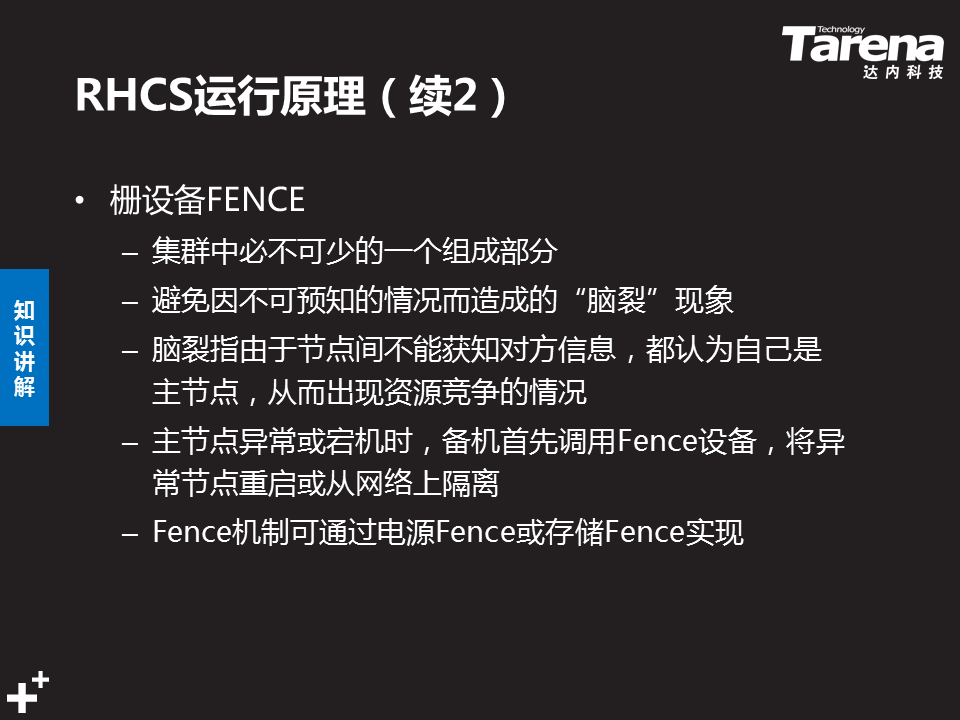 Technology
Tarena
达内科技
RHCS运行原理（续2）
• 栅设备FENCE
– 集群中必不可少的一个组成部分
– 避免因不可预知的情况而造成的“脑裂”现象
– 脑裂指由于节点间不能获知对方信息，都认为自己是
主节点，从而出现资源竞争的情况
– 主节点异常或宕机时，备机首先调用Fence设备，将异
常节点重启或从网络上隔离
– Fence机制可通过电源Fence或存储Fence实现
知
识
讲
解